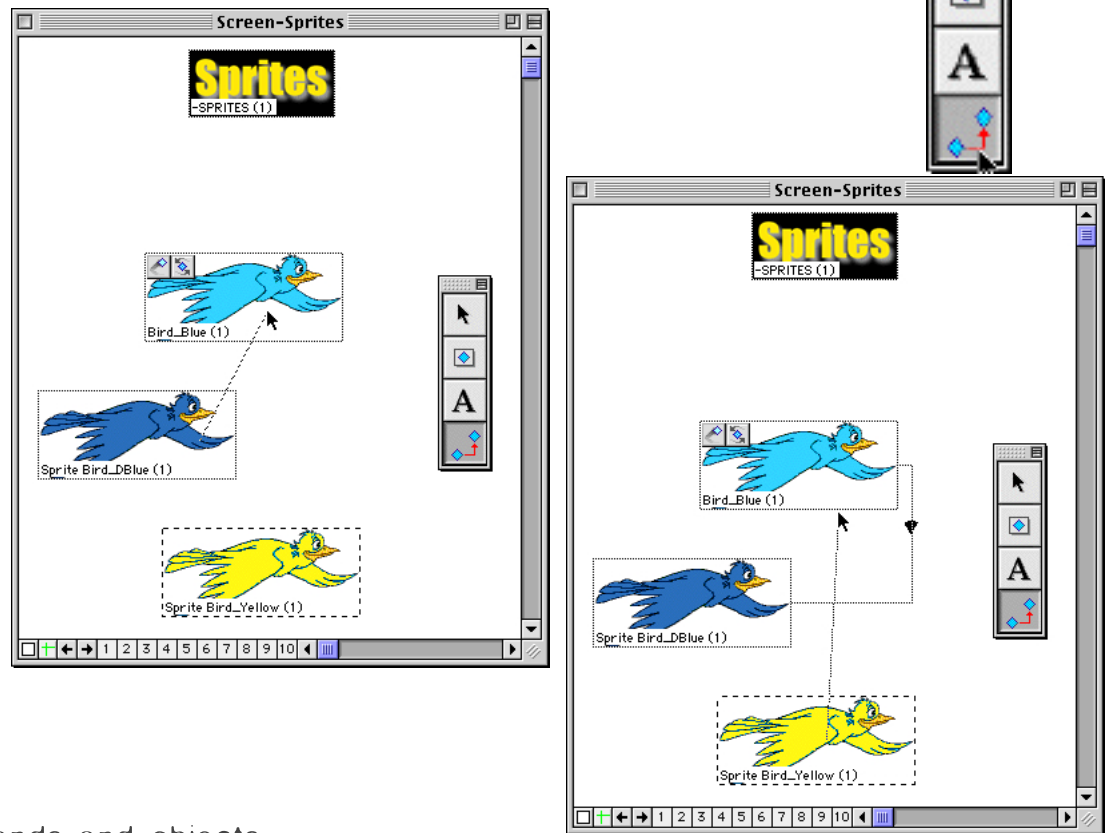 Screen-Sprites
Sprites
-SPRITES (1)
Bird_Blue (1)
A
Sprite Bird_DBlue (1)
Sprite Bird_Yellow (1)
1 2 3 4 5 6 7 8 9 10
A
Screen-Sprites
Sprites
-SPRITES (1)
Bird_Blue (1)
A
Sprite Bird_DBlue (1)
Sprite Bird_Yellow (1)
1 2 3 4 5 6 7 8 9 10
and objects